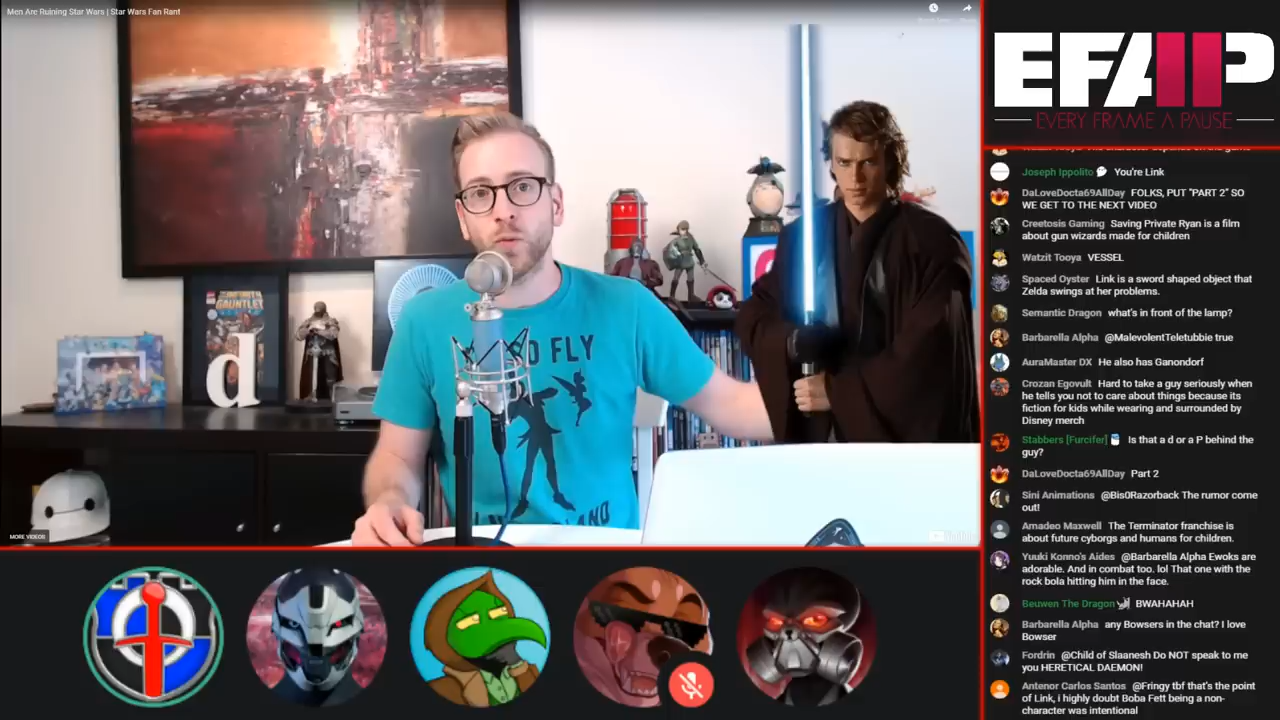 Men Are Ruining Star Wars | Star Wars Fan Rant
EFAP
EVERY FRAME A PAUSE
Joseph Ippolito You're Link
DaLoveDocta69AllDay FOLKS, PUT "PART 2" SO
WE GET TO THE NEXT VIDEO
Creetosis Gaming Saving Private Ryan is a film
about gun wizards made for children
Watzit Tooya VESSEL
Spaced Oyster Link is a sword shaped object that
Zelda swings at her problems.
Semantic Dragon what's in front of the lamp?
Barbarella Alpha @MalevolentTeletubbie true
AuraMaster DX He also has Ganondorf
Crozan Egovult Hard to take a guy seriously when
he tells you not to care about things because its
fiction for kids while wearing and surrounded by
Disney merch
Stabbers [Furcifer] Is that a d or a P behind the
guy?
DaLoveDocta69AllDay Part 2
Sini Animations @Bis0Razorback The rumor come
out!
Amadeo Maxwell The Terminator franchise is
about future cyborgs and humans for children.
Yuuki Konno's Aides @Barbarella Alpha Ewoks are
adorable. And in combat too. lol That one with the
rock bola hitting him in the face.
Beuwen The Dragon BWAHAHAH
Barbarella Alpha any Bowsers in the chat? I love
Bowser
Fordrin @Child of Slaanesh Do NOT speak to me
you HERETICAL DAEMON!
Antenor Carlos Santos @Fringy tbf that's the point
of Link, i highly doubt Boba Fett being a non-
character was intentional
INFINITY
GAUNTLET
d
O FLY
MORE VIDEOS